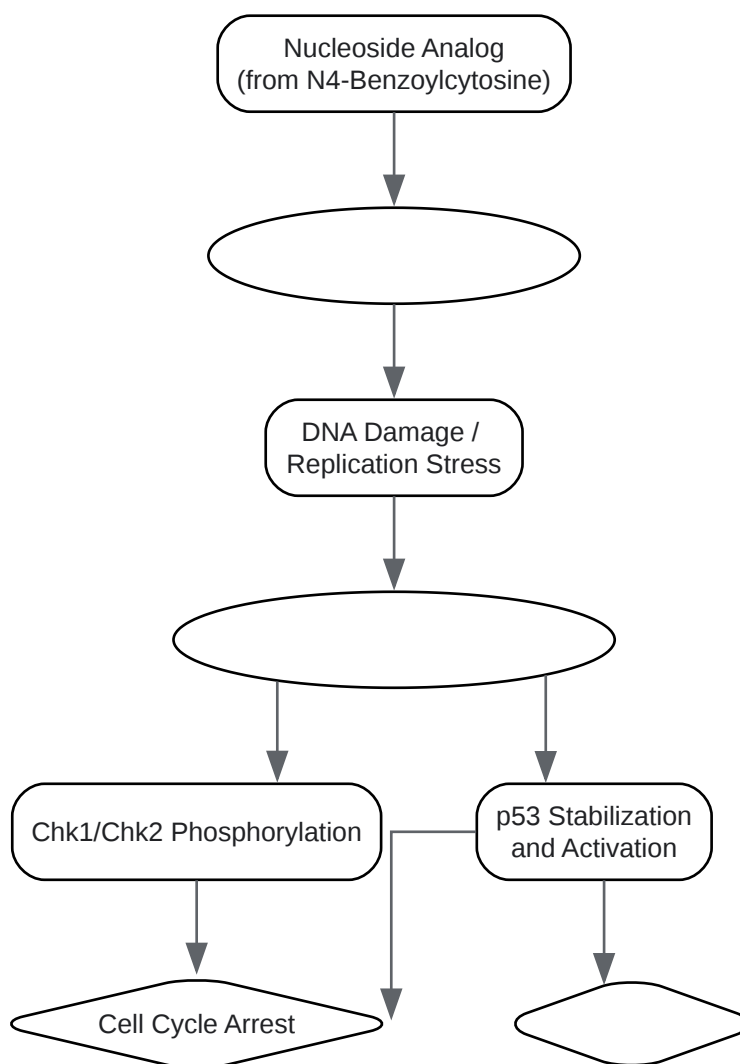 Nucleoside Analog
(from N4-Benzoylcytosine)
DNA Damage /
Replication Stress
Chk1/Chk2 Phosphorylation
p53 Stabilization
and Activation
Cell Cycle Arrest